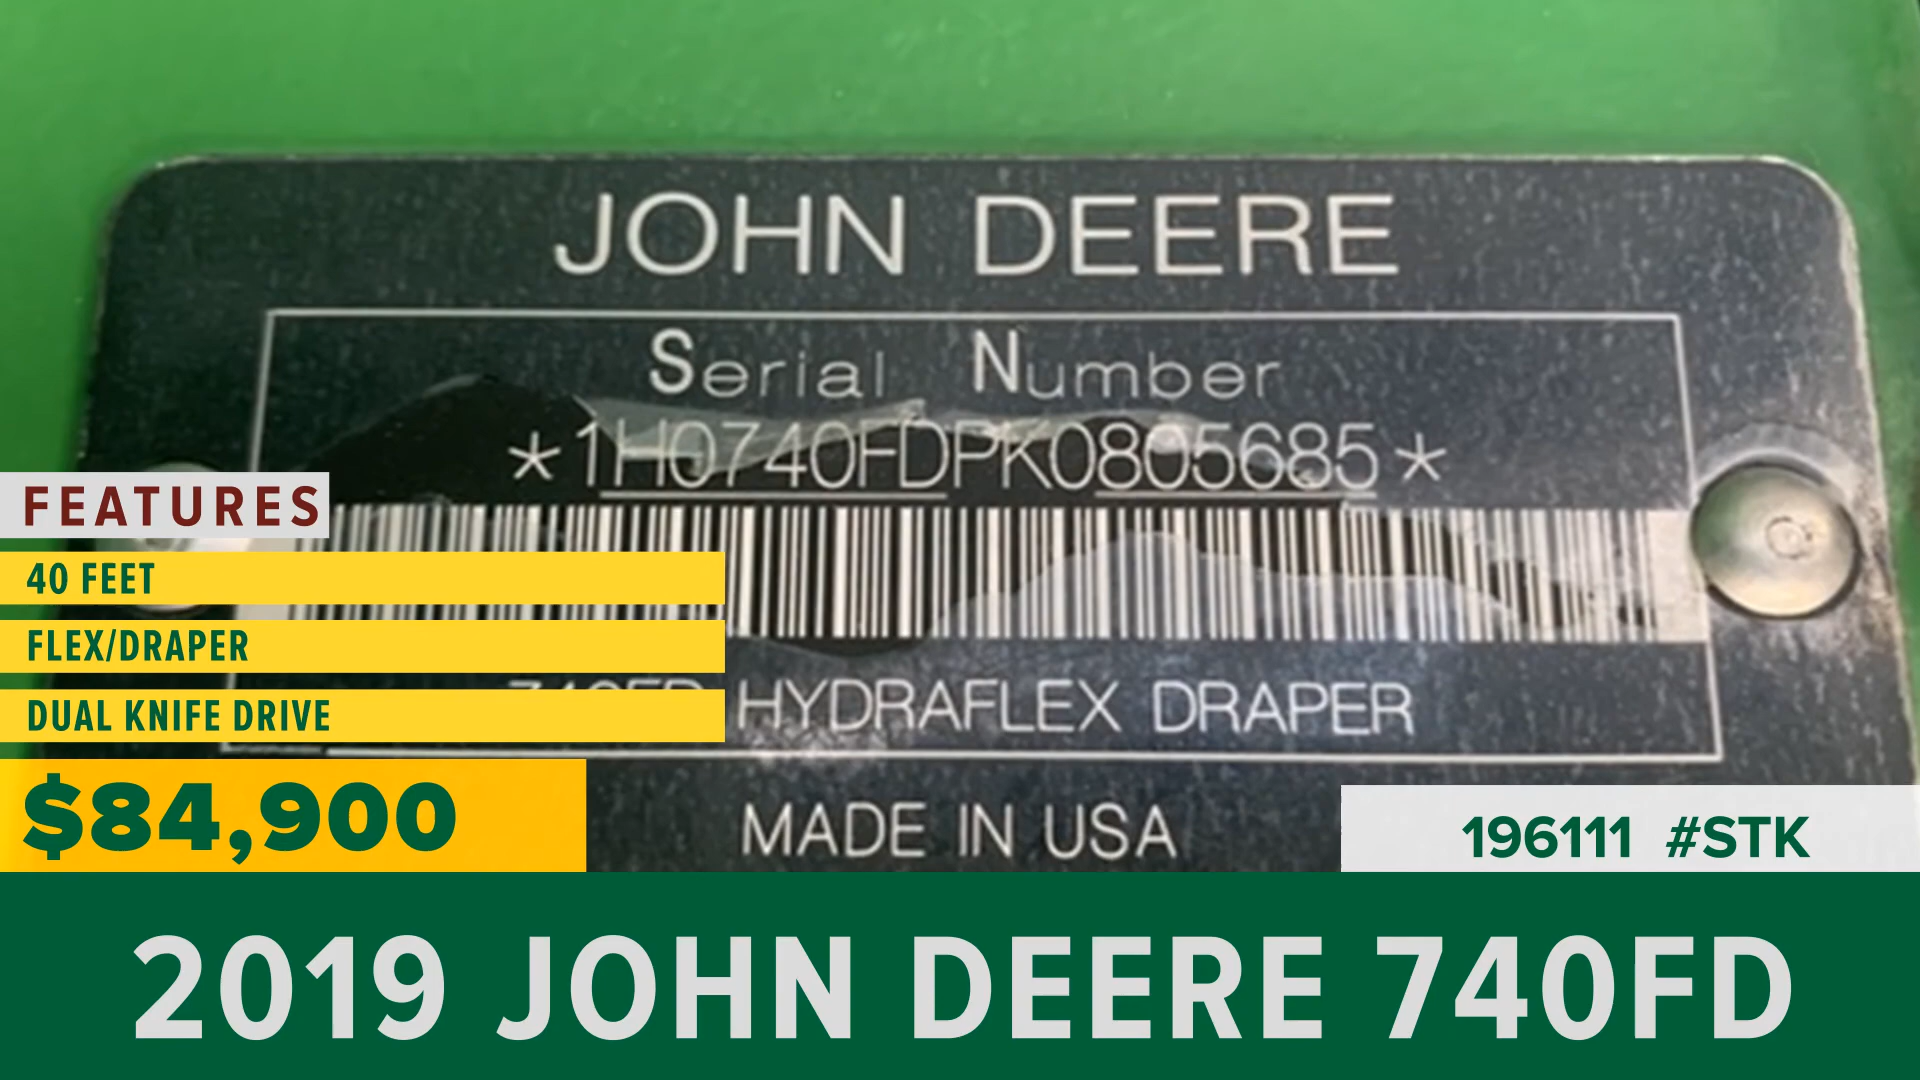 JOHN DEERE
Serial Number
*1H0740FDPK0805685*
FEATURES
40 FEET
FLEX/DRAPER
DUAL KNIFE DRIVE
HYDRAFLEX DRAPER
$84,900
MADE IN USA
196111 #STK
2019 JOHN DEERE 740FD